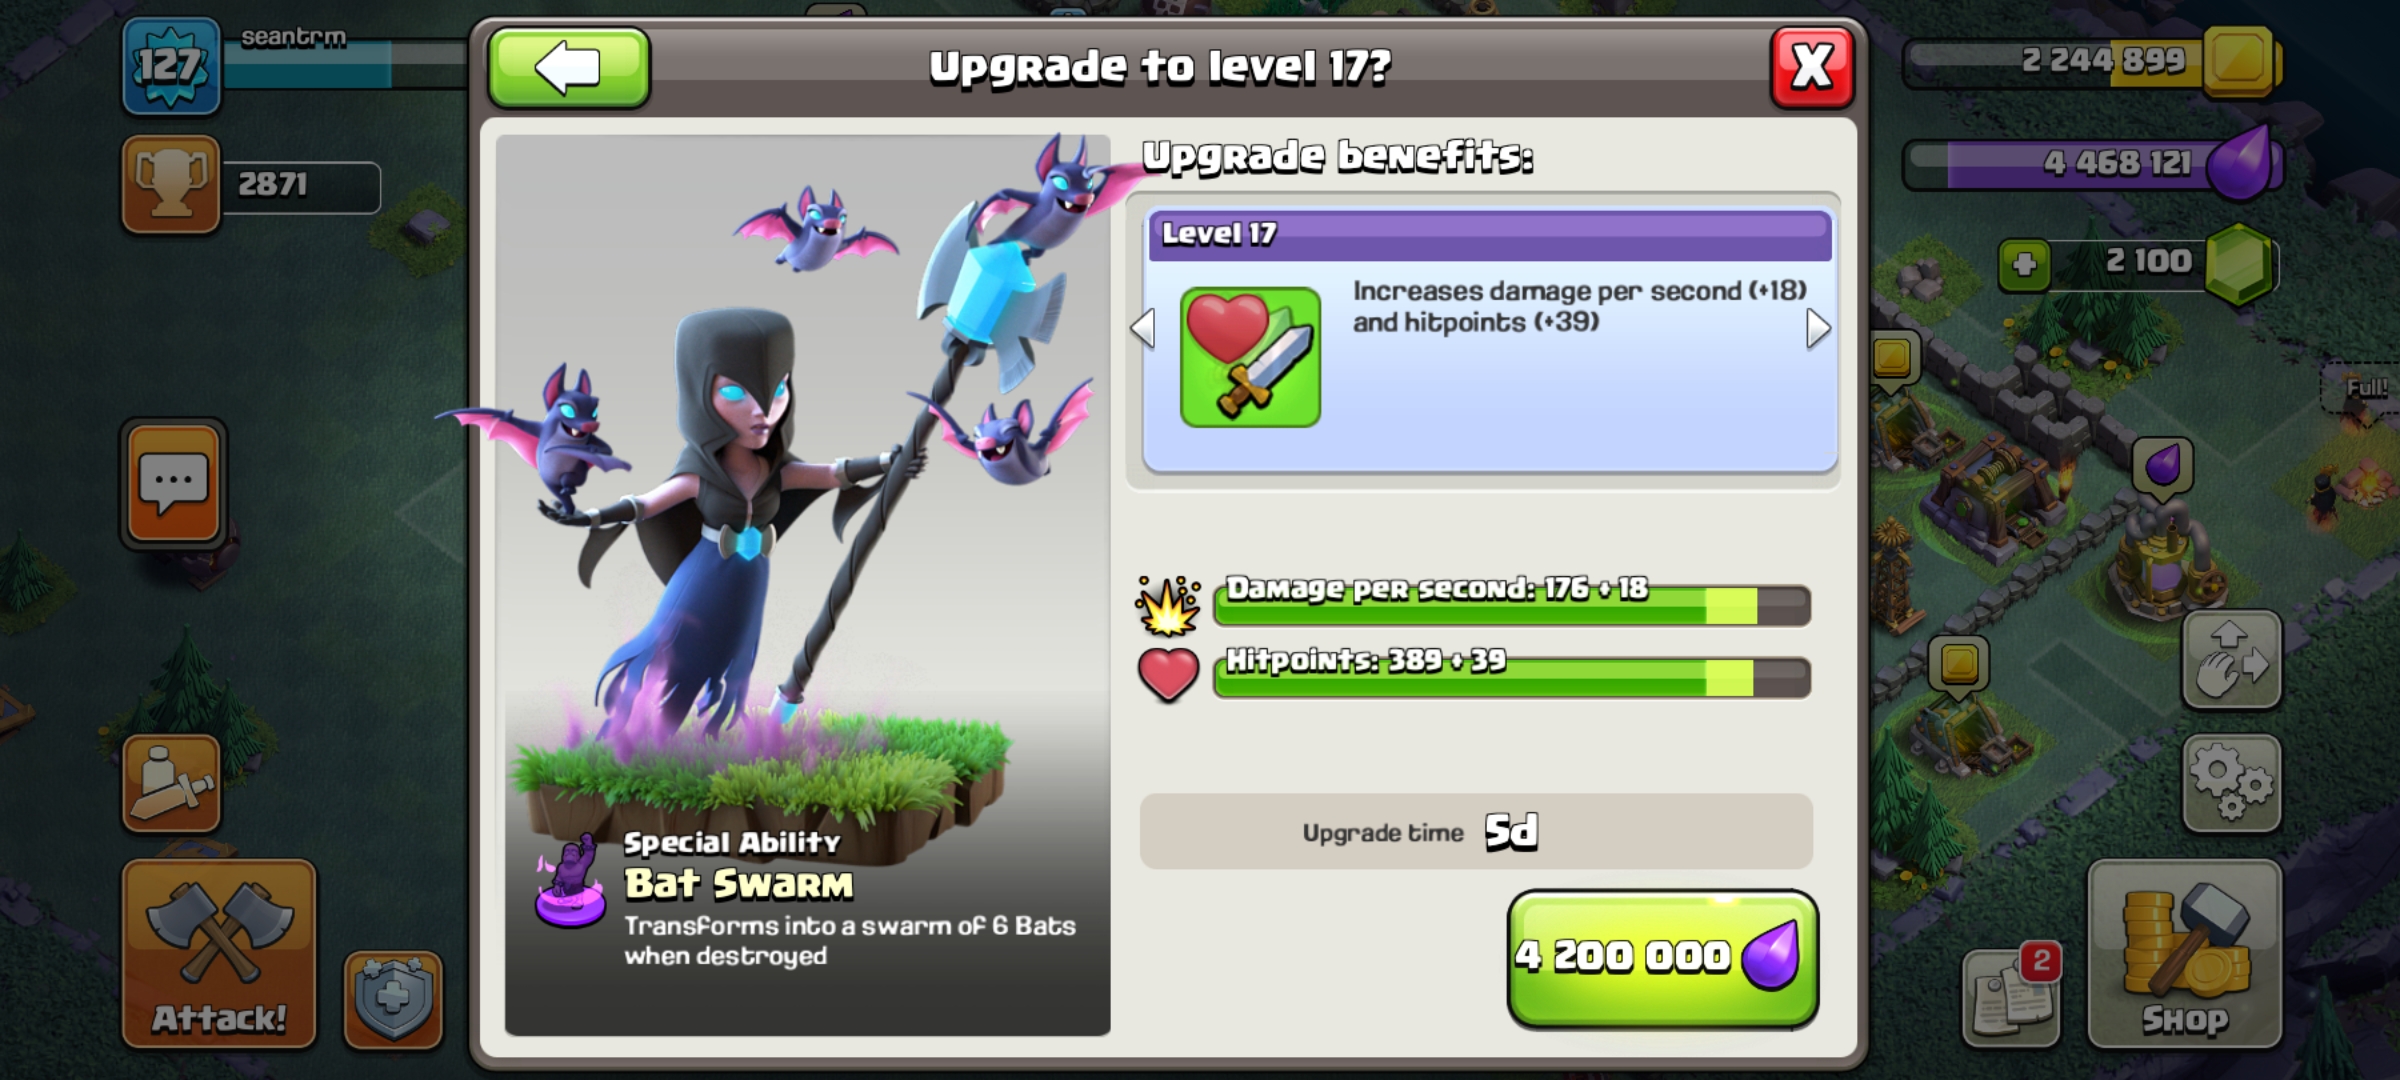 127
seantrm
2871
Upgrade to level 17?
X
2 244 899
4 468 121
2 100
Upgrade benefits:
Level 17
Increases damage per second (+18)
and hitpoints (+39)
Full!
Damage per second: 176 + 18
Hitpoints: 389 + 39
Upgrade time 5d
Special Ability
Bat Swarm
Transforms into a swarm of 6 Bats
when destroyed
4 200 000
Attack!
2
Shop